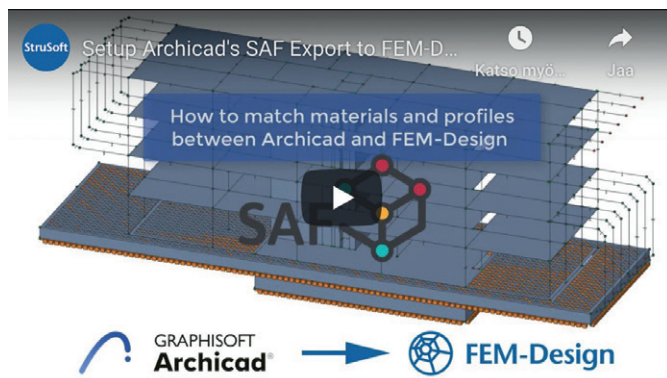 StruSoft
Setup Archicad's SAF Export to FEM-D...
Katso myö...
Jaa
How to match materials and profiles
between Archicad and FEM-Design
SAF
GRAPHISOFT
Archicad®
FEM-Design